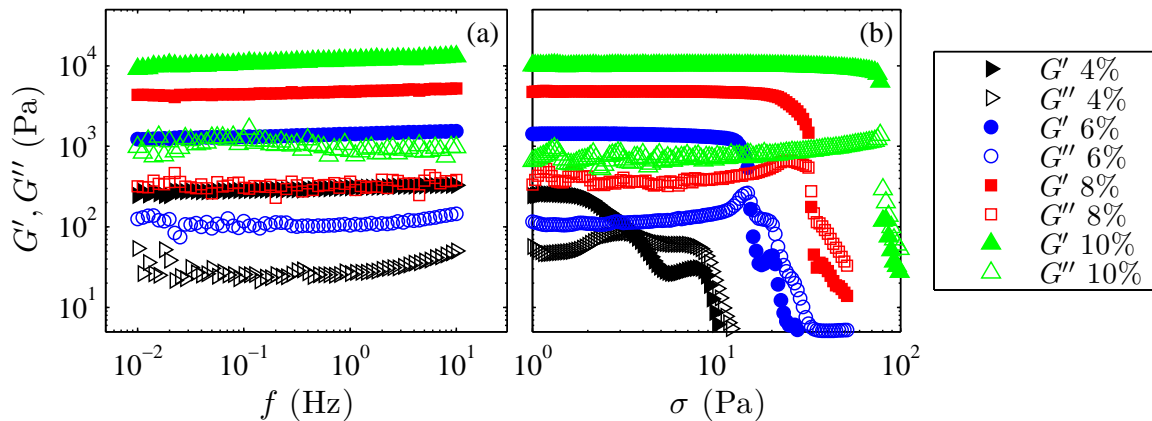 (a)
(b)
G′, G″ (Pa)
10⁴
10³
10²
10¹
10⁻² 10⁻¹ 10⁰ 10¹
f (Hz)
10⁰ 10¹ 10²
σ (Pa)
G′ 4%
G″ 4%
G′ 6%
G″ 6%
G′ 8%
G″ 8%
G′ 10%
G″ 10%